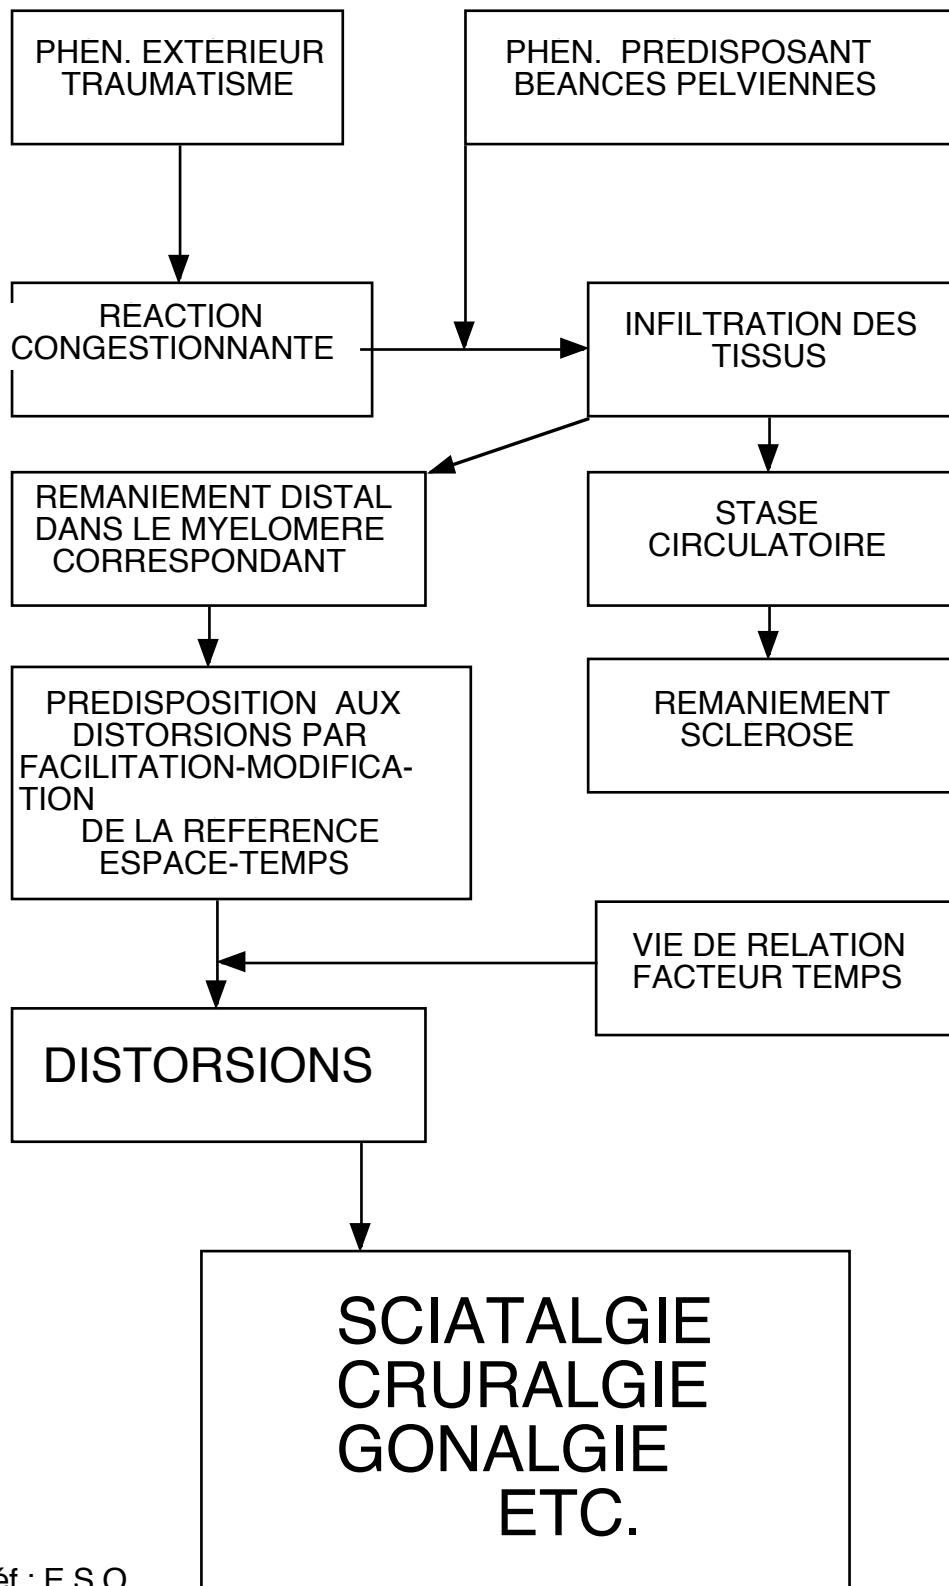 PHEN. EXTERIEUR
TRAUMATISME
PHEN. PREDISPOSANT
BEANCES PELVIENNES
REACTION
CONGESTIONNANTE
INFILTRATION DES
TISSUS
REMANIEMENT DISTAL
DANS LE MYELOMERE
CORRESPONDANT
STASE
CIRCULATOIRE
PREDISPOSITION AUX
DISTORSIONS PAR
FACILITATION-MODIFICA-
TION
DE LA REFERENCE
ESPACE-TEMPS
REMANIEMENT
SCLEROSE
VIE DE RELATION
FACTEUR TEMPS
DISTORSIONS
SCIATALGIE
CRURALGIE
GONALGIE
ETC.
éf : E.S.O